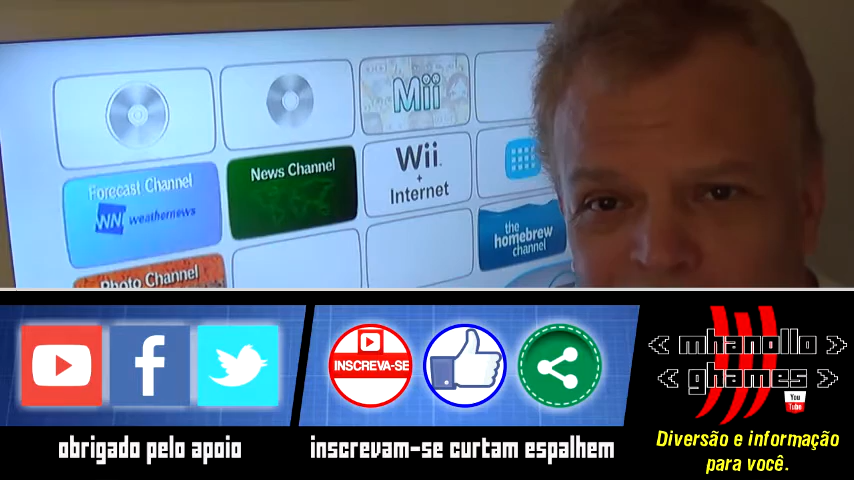 Mii
Forecast Channel
WN weathernews
News Channel
Wii
+
Internet
Photo Channel
the
homebrew
channel
INSCREVA-SE
obrigado pelo apoio
inscrevam-se curtam espalhem
< mhanollo >
< ghames >
You
Tube
Diversão e informação
para você.